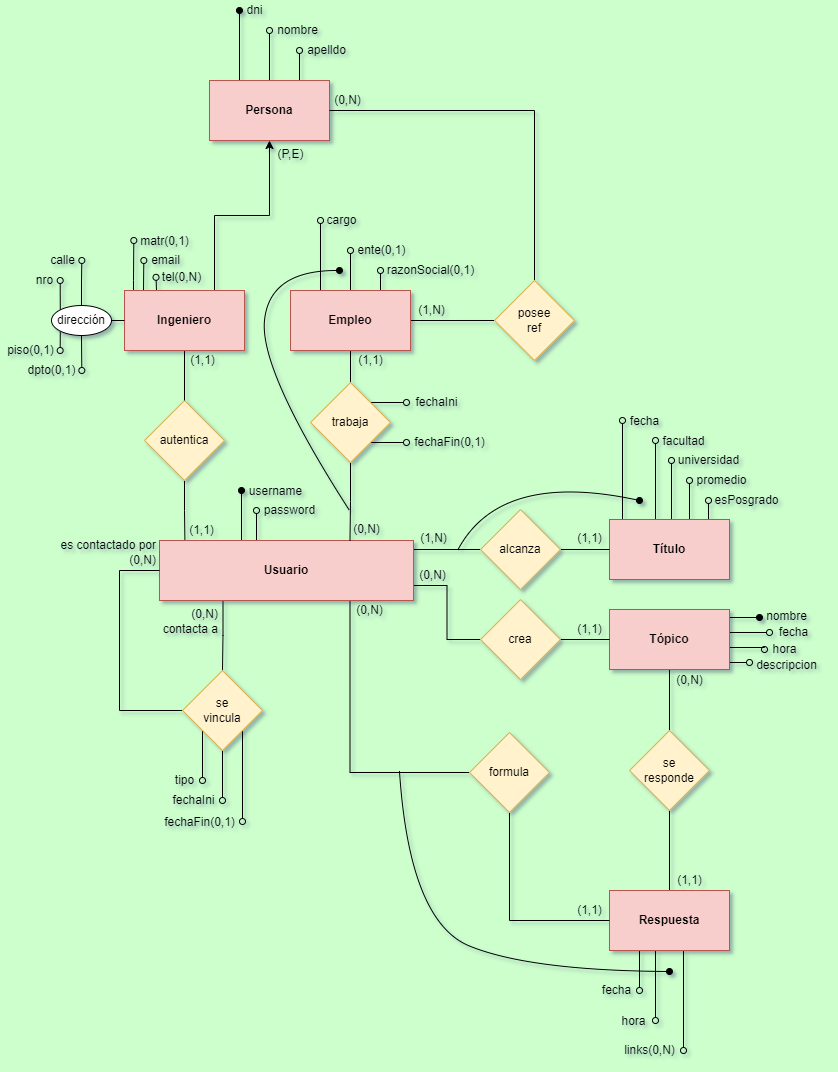 dni
nombre
apelldo
Persona
(0,N)
(P,E)
cargo
matr(0,1)
ente(0,1)
calle
email
razonSocial(0,1)
nro
tel(0,N)
dirección
Ingeniero
Empleo
(1,N)
posee
ref
piso(0,1)
(1,1)
(1,1)
dpto(0,1)
fechaIni
trabaja
fecha
autentica
fechaFin(0,1)
facultad
universidad
promedio
username
esPosgrado
password
(1,1)
(0,N)
es contactado por
(1,N)
(1,1)
alcanza
Título
(0,N)
Usuario
(0,N)
(0,N)
(0,N)
nombre
contacta a
(1,1)
fecha
crea
Tópico
hora
descripcion
(0,N)
se
vincula
se
responde
formula
tipo
fechaIni
fechaFin(0,1)
(1,1)
(1,1)
Respuesta
fecha
hora
links(0,N)